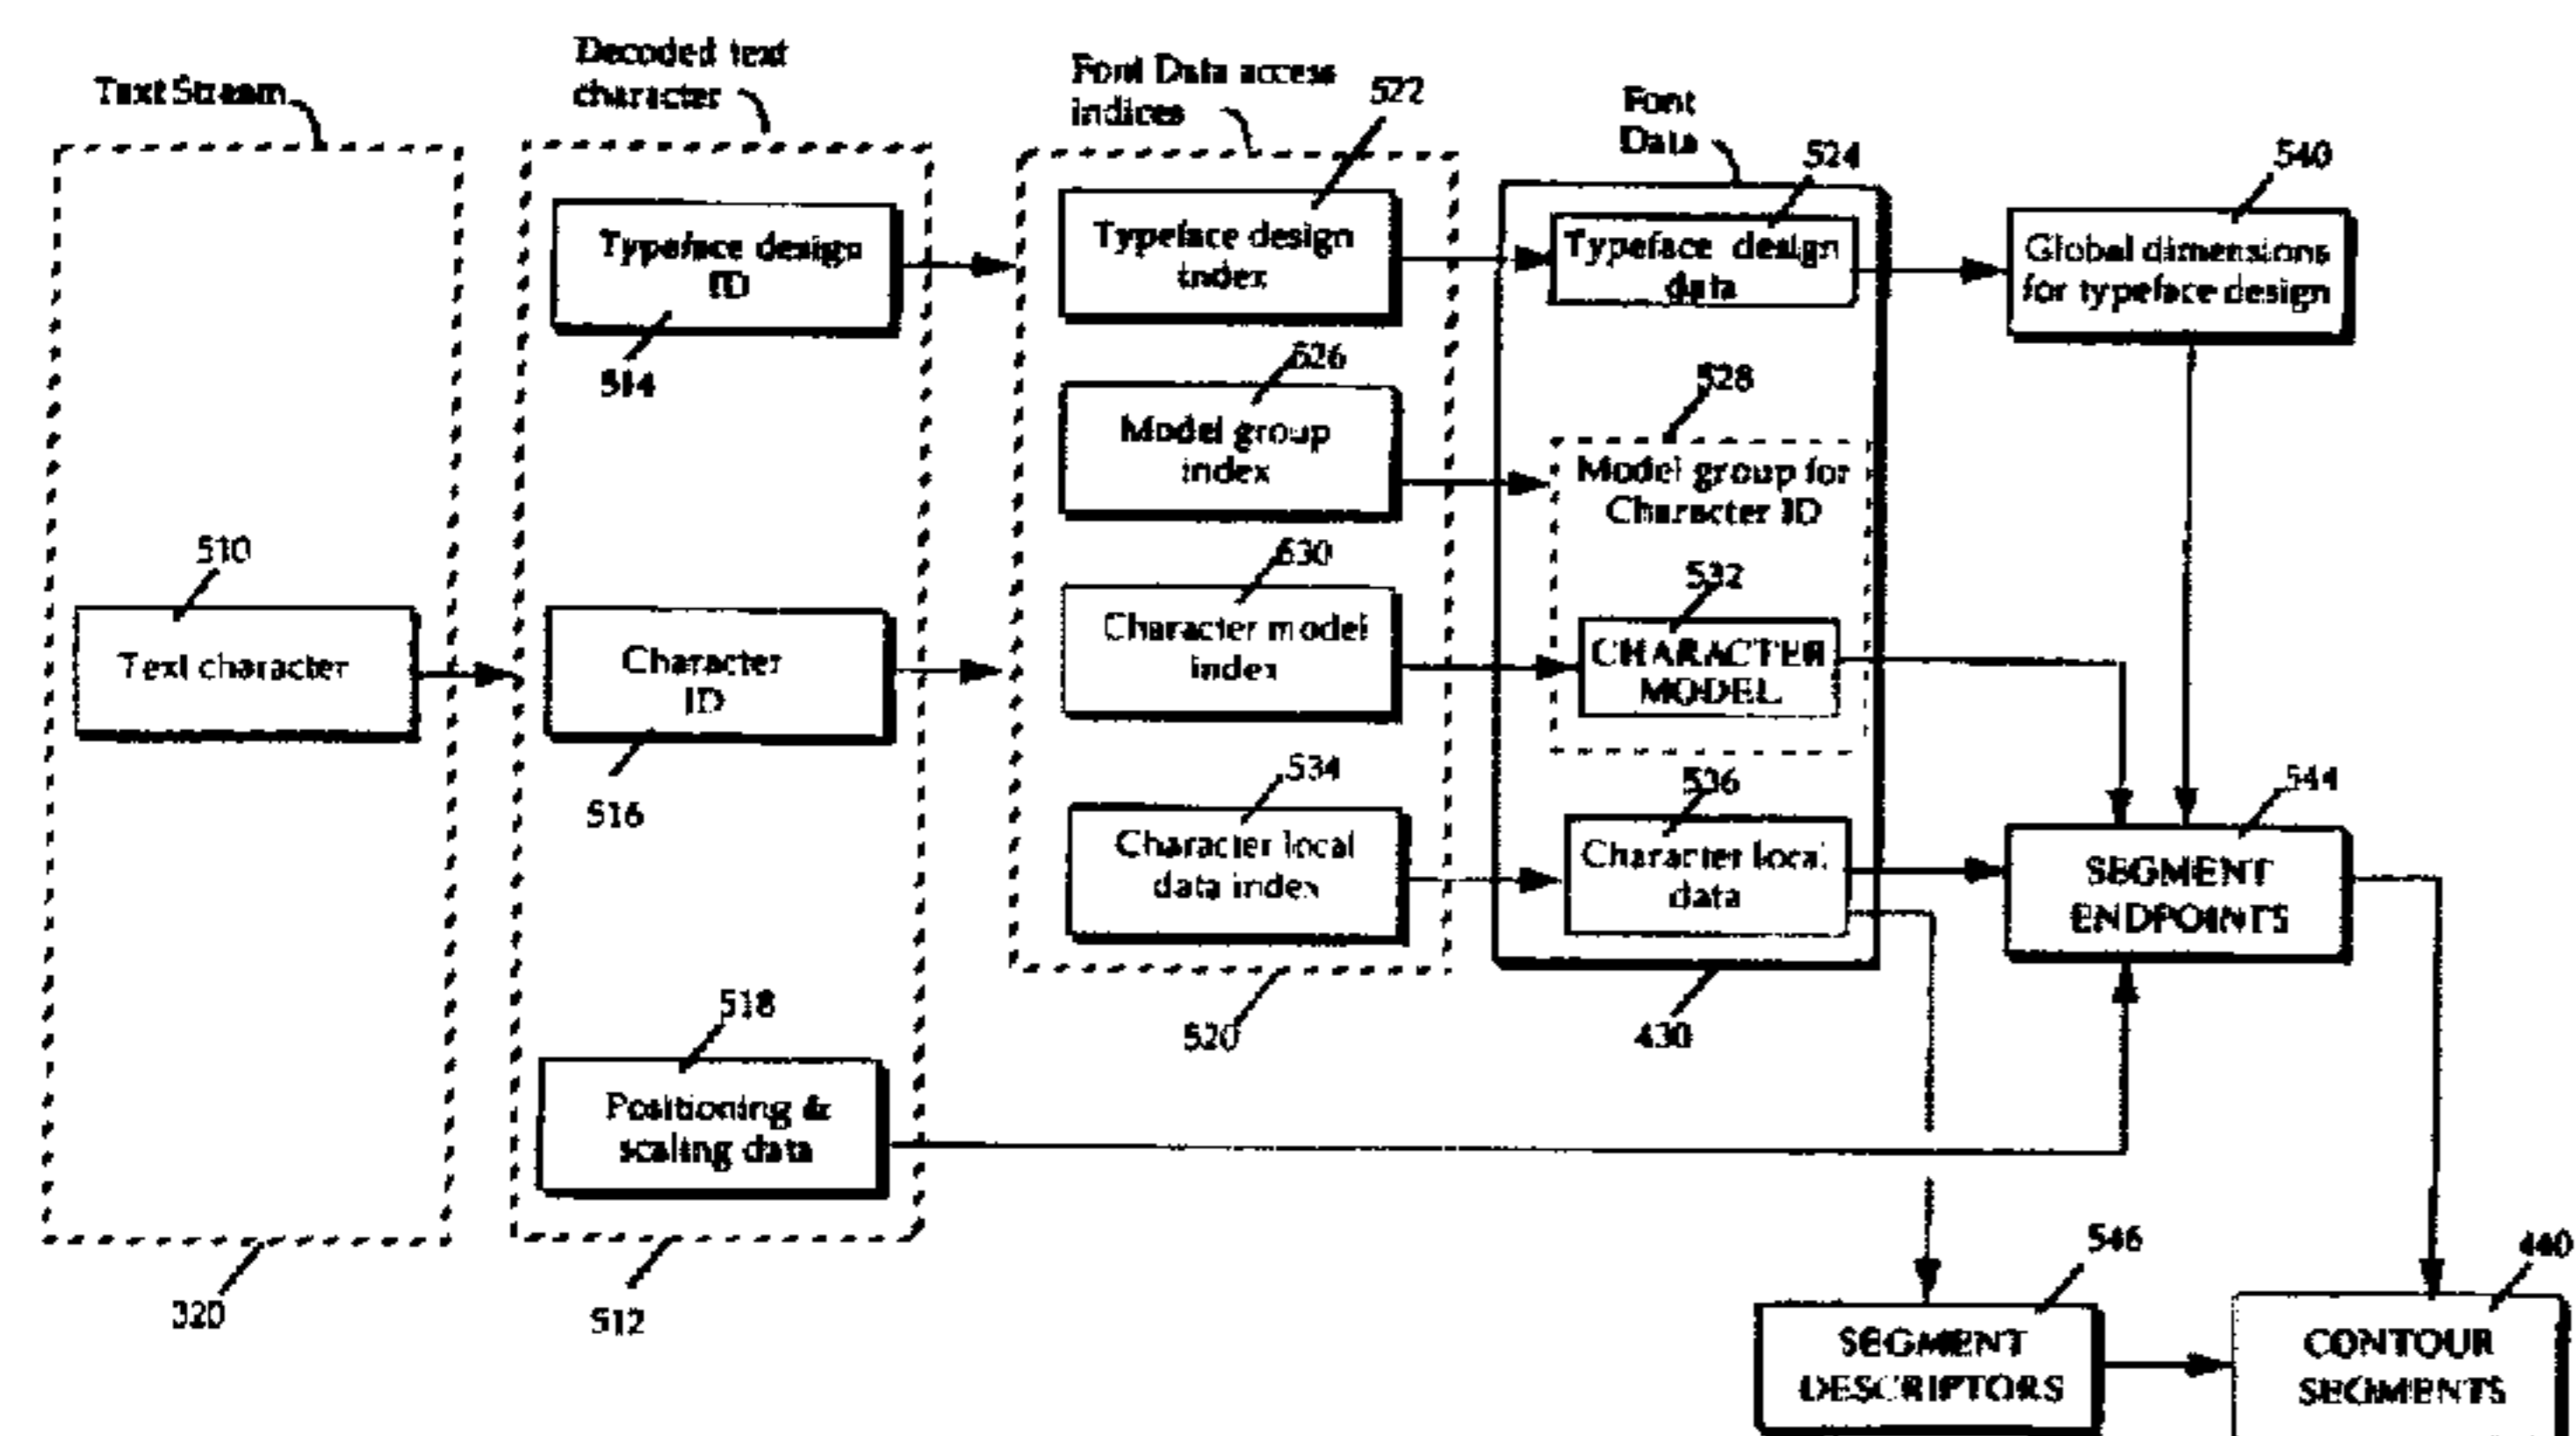 Text Stream
320
510
Text character
Decoded text
character
Typeface design
ID
514
Character
ID
516
518
Positioning &
scaling data
512
Font Data access
indices
522
Typeface design
index
526
Model group
index
530
Character model
index
534
Character local
data index
520
Font
Data
524
Typeface design
data
528
Model group for
Character ID
532
CHARACTER
MODEL
536
Character local
data
430
540
Global dimensions
for typeface design
544
SEGMENT
ENDPOINTS
546
SEGMENT
DESCRIPTORS
440
CONTOUR
SEGMENTS